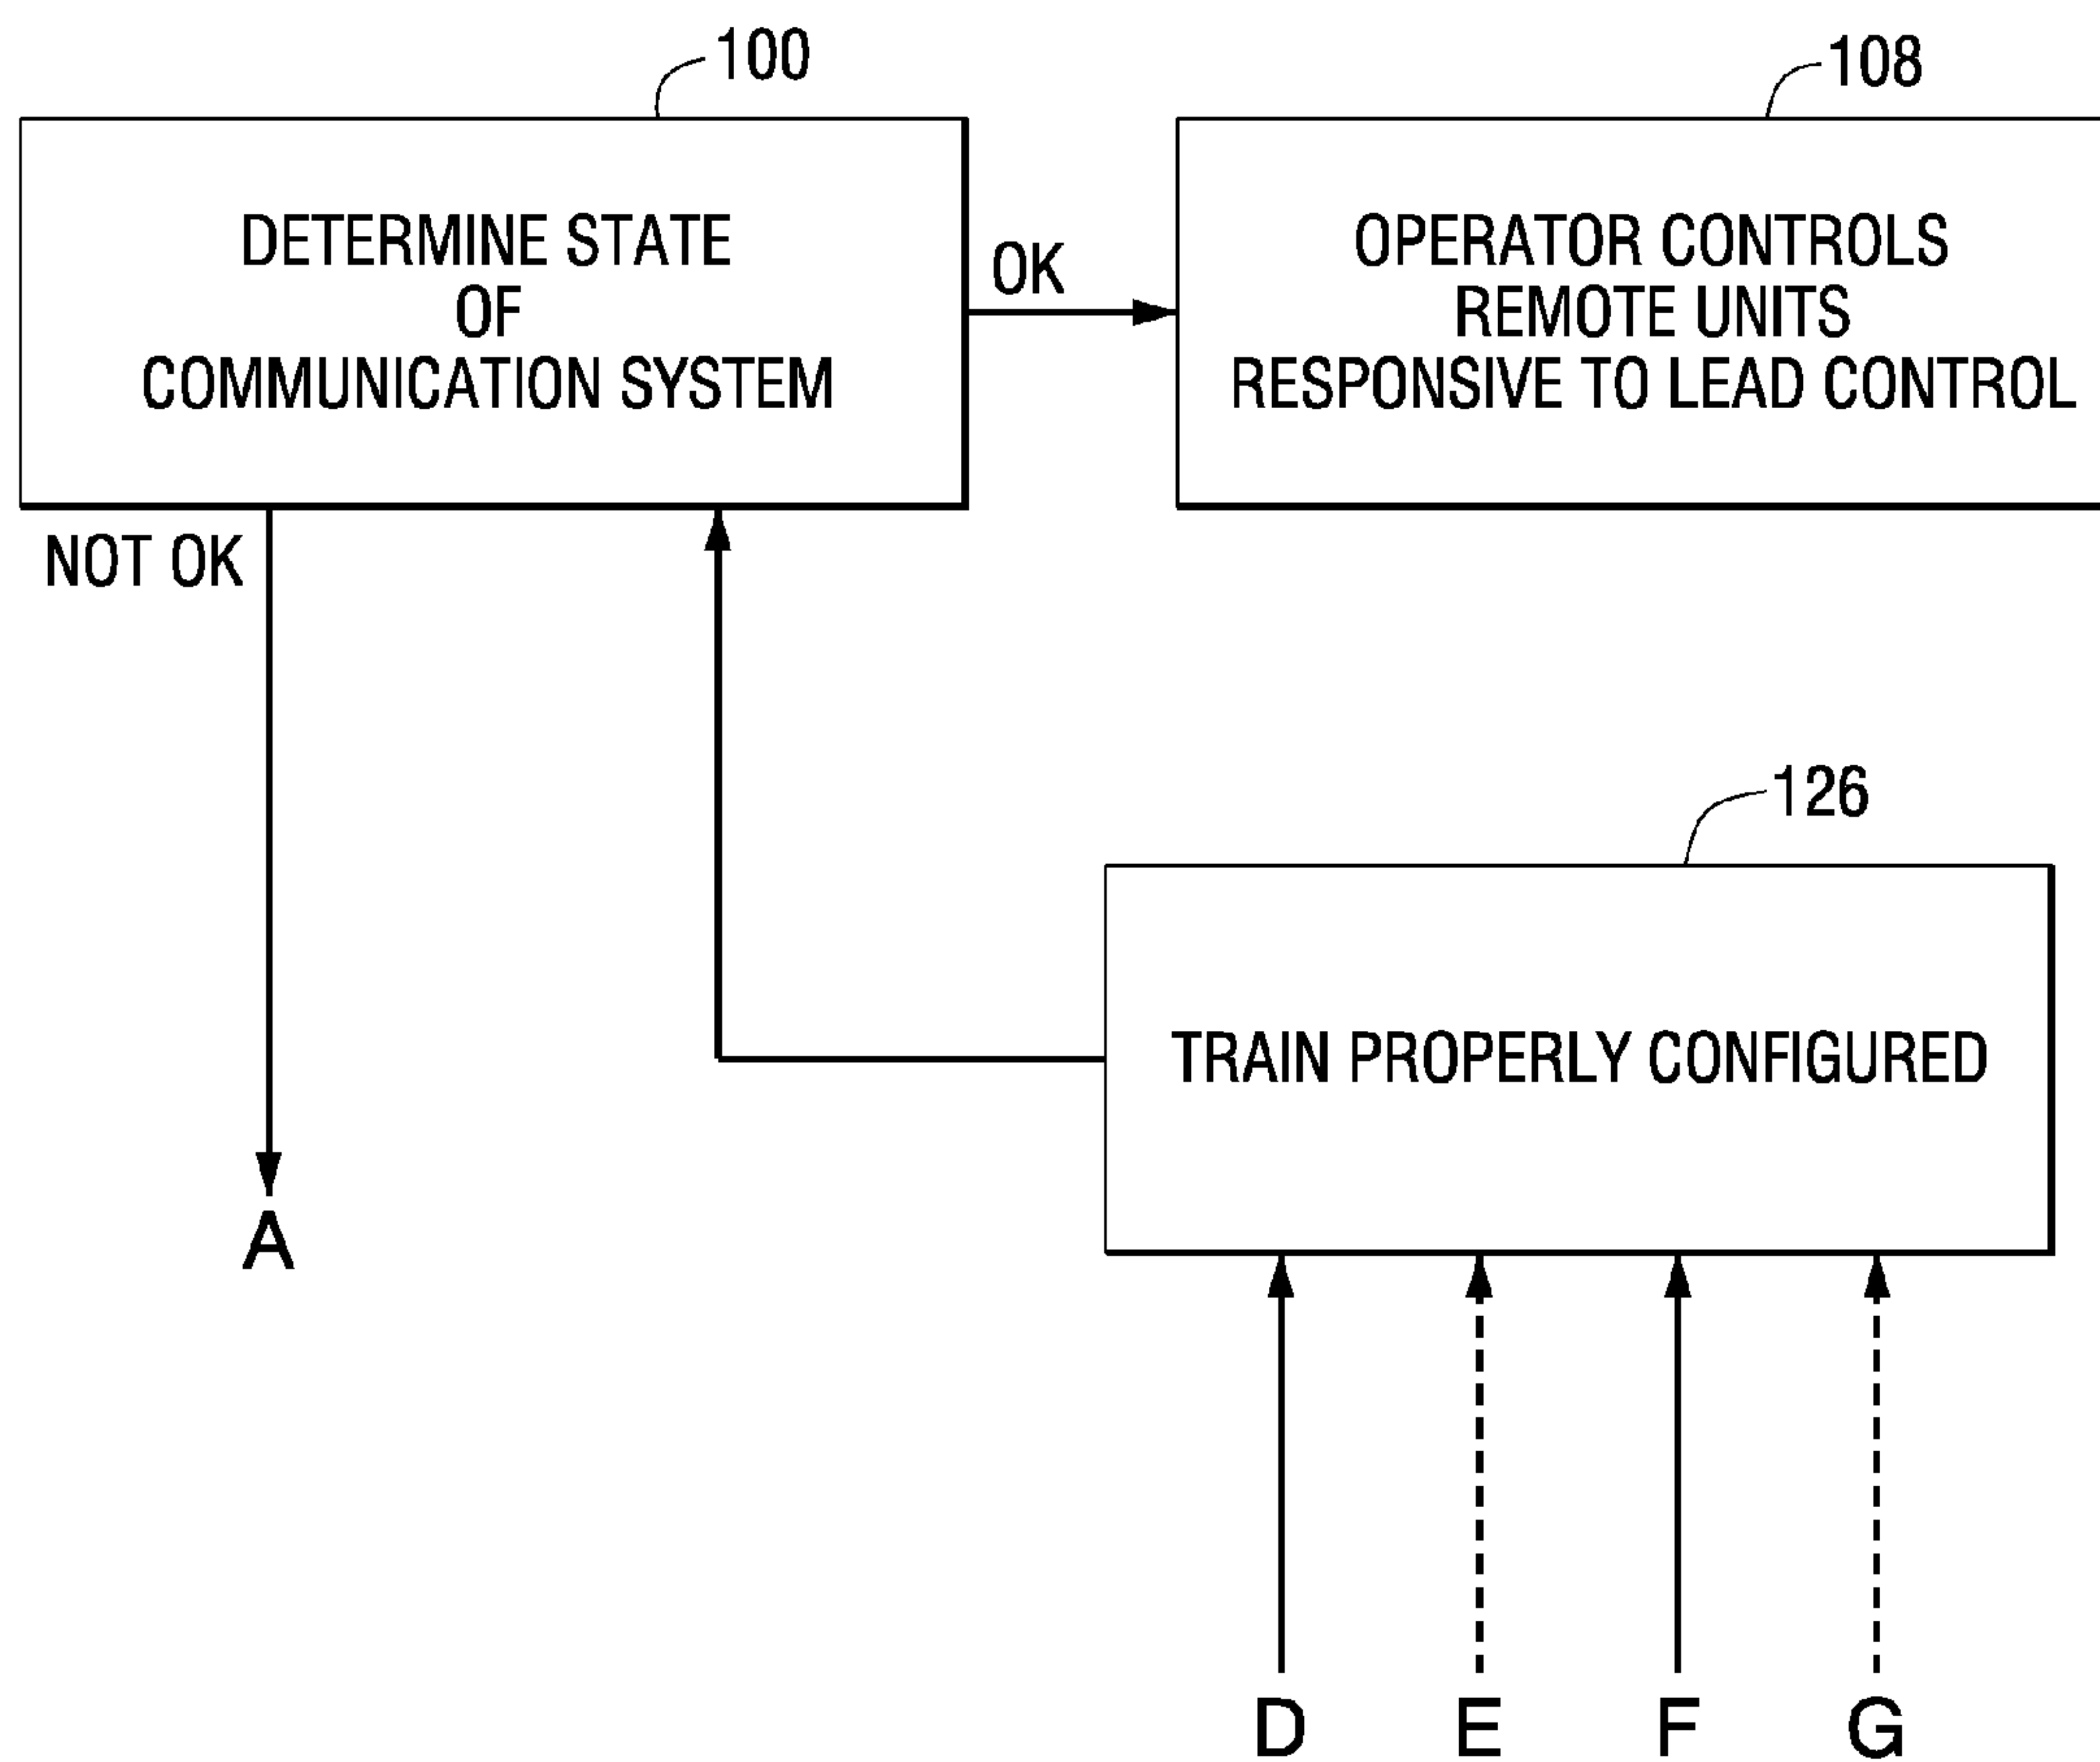 100
108
DETERMINE STATE
OF
COMMUNICATION SYSTEM
OK
OPERATOR CONTROLS
REMOTE UNITS
RESPONSIVE TO LEAD CONTROL
NOT OK
126
TRAIN PROPERLY CONFIGURED
A
D
E
F
G